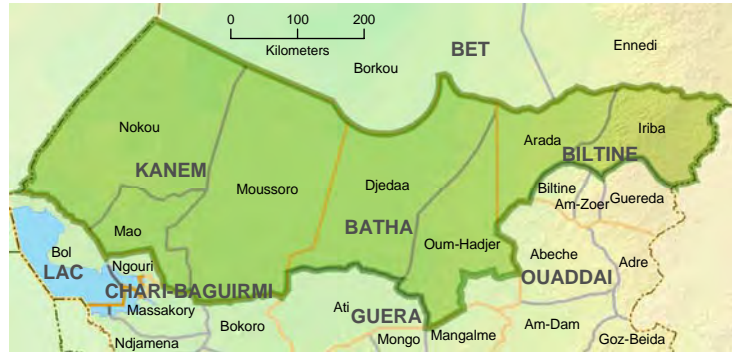 0 100 200
Kilometers
BET
Ennedi
Borkou
Nokou
Arada
Iriba
BILTINE
KANEM
Moussoro
Djedaa
Biltine
Am-Zoer
Guereda
Mao
BATHA
Oum-Hadjer
Bol
LAC
Ngouri
Abeche
Adre
OUADDAI
CHARI-BAGUIRMI
Massakory
Ati
GUERA
Bokoro
Am-Dam
Ndjamena
Mongo
Mangalme
Goz-Beida